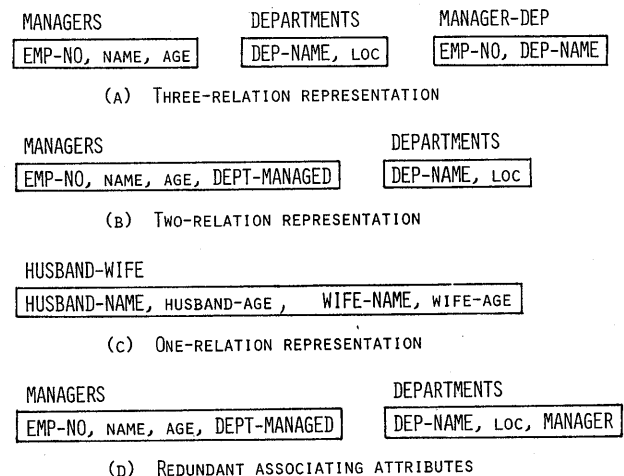 MANAGERS DEPARTMENTS MANAGER-DEP
EMP-NO, NAME, AGE DEP-NAME, LOC EMP-NO, DEP-NAME
(A) THREE-RELATION REPRESENTATION
MANAGERS DEPARTMENTS
EMP-NO, NAME, AGE, DEPT-MANAGED DEP-NAME, LOC
(B) TWO-RELATION REPRESENTATION
HUSBAND-WIFE
HUSBAND-NAME, HUSBAND-AGE, WIFE-NAME, WIFE-AGE
(C) ONE-RELATION REPRESENTATION
MANAGERS DEPARTMENTS
EMP-NO, NAME, AGE, DEPT-MANAGED DEP-NAME, LOC, MANAGER
(D) REDUNDANT ASSOCIATING ATTRIBUTES